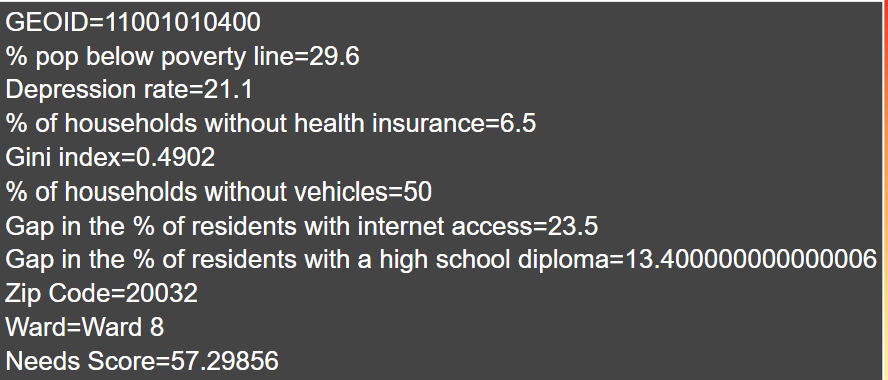 GEOID=11001010400
% pop below poverty line=29.6
Depression rate=21.1
% of households without health insurance=6.5
Gini index=0.4902
% of households without vehicles=50
Gap in the % of residents with internet access=23.5
Gap in the % of residents with a high school diploma=13.400000000000006
Zip Code=20032
Ward=Ward 8
Needs Score=57.29856